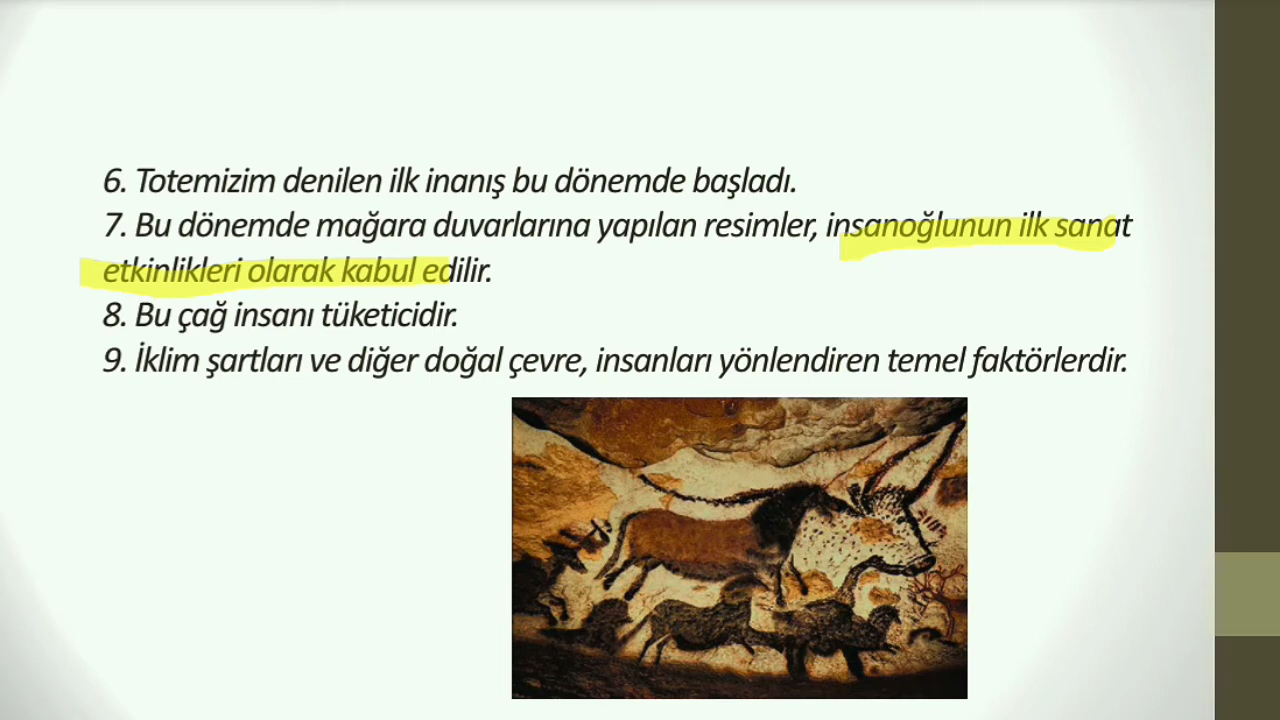 6. Totemizim denilen ilk inanış bu dönemde başladı.
7. Bu dönemde mağara duvarlarına yapılan resimler, insanoğlunun ilk sanat
etkinlikleri olarak kabul edilir.
8. Bu çağ insanı tüketicidir.
9. İklim şartları ve diğer doğal çevre, insanları yönlendiren temel faktörlerdir.